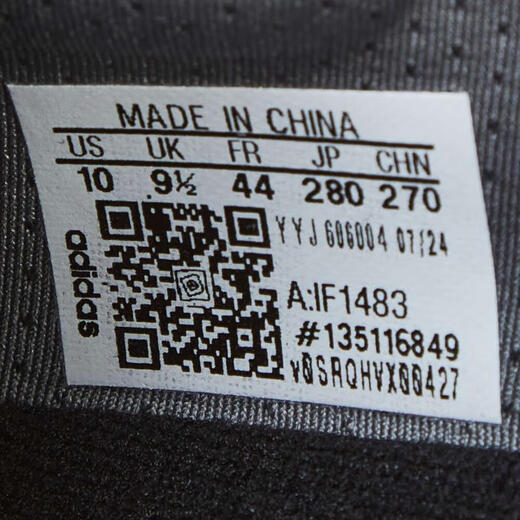 MADE IN CHINA
US UK FR JP CHN
10 9½ 44 280 270
YYJ 606004 07/24
adidas
A:IF1483
#135116849
v0SRQHVX00427